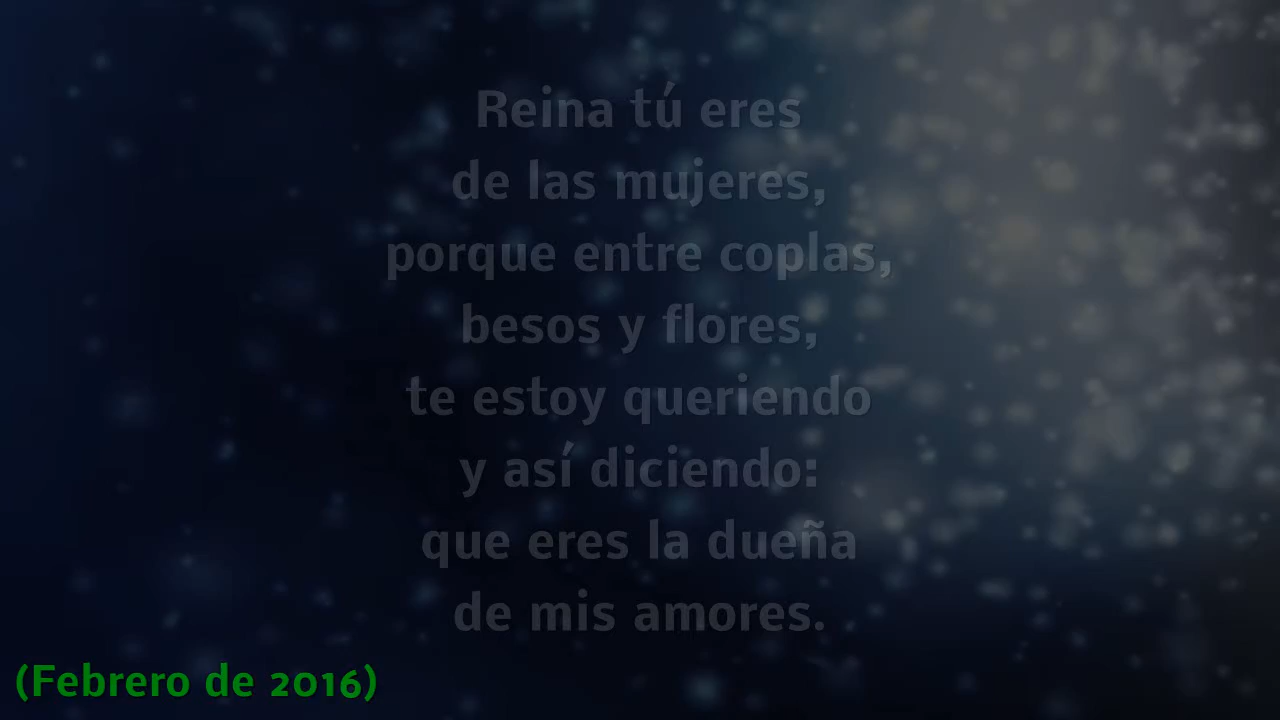 Reina tú eres
de las mujeres,
porque entre coplas,
besos y flores,
te estoy queriendo
y así diciendo:
que eres la dueña
de mis amores.
(Febrero de 2016)